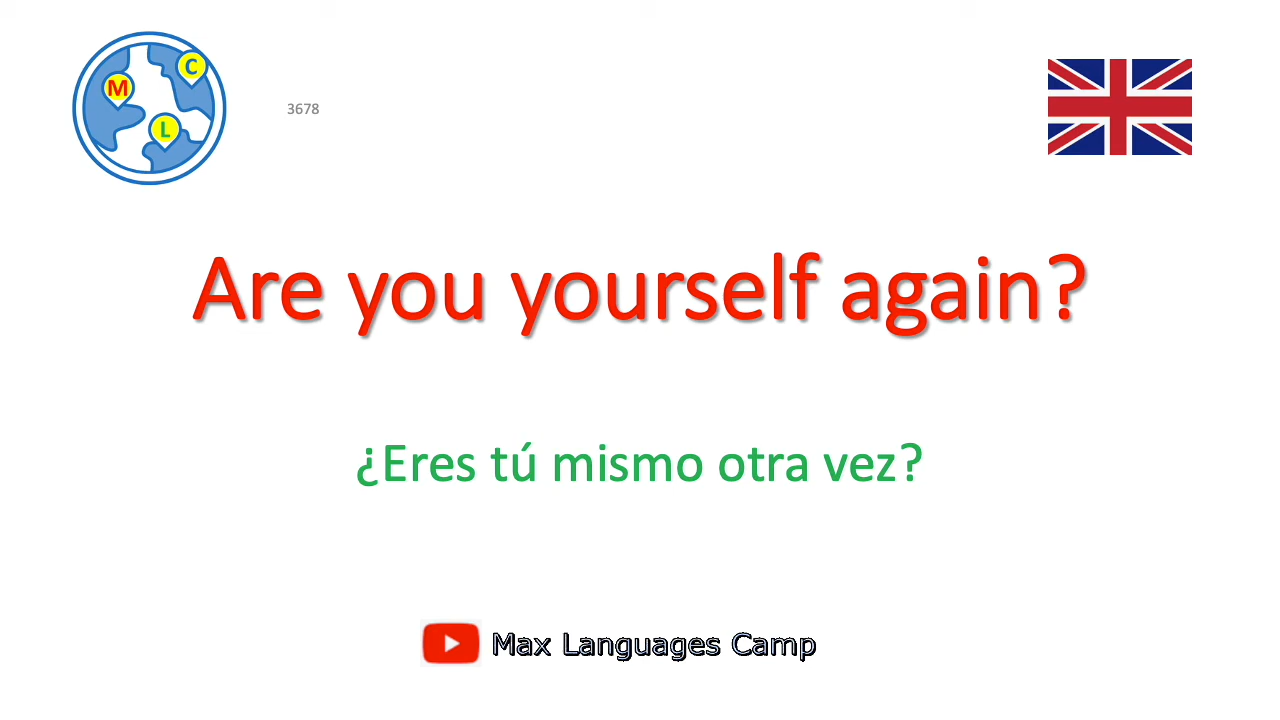 C
M
L
3678
Are you yourself again?
¿Eres tú mismo otra vez?
Max Languages Camp